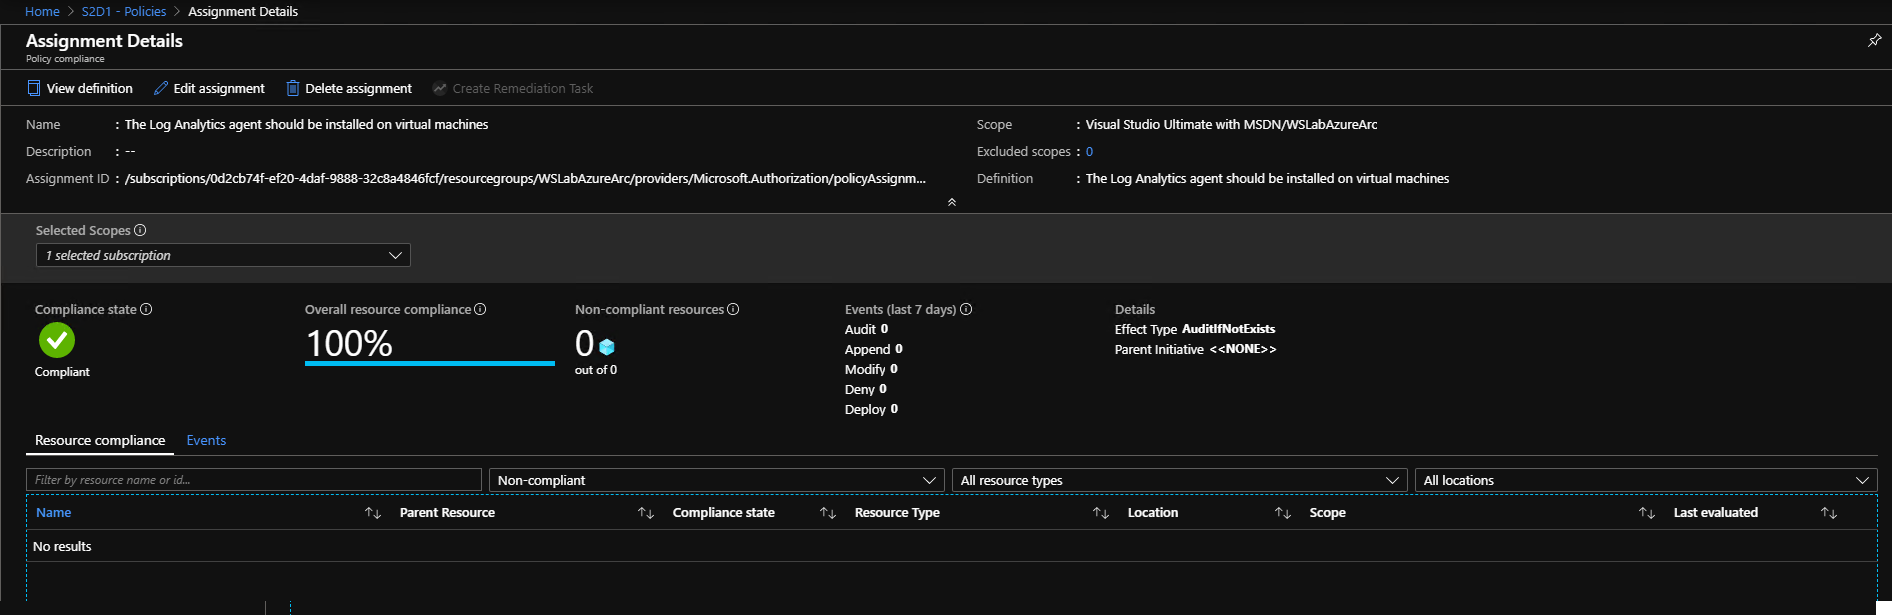 Home > S2D1 - Policies > Assignment Details
Assignment Details
Policy compliance
View definition Edit assignment Delete assignment Create Remediation Task
Name : The Log Analytics agent should be installed on virtual machines
Description : --
Assignment ID : /subscriptions/0d2cb74f-ef20-4daf-9888-32c8a4846fcf/resourcegroups/WSLabAzureArc/providers/Microsoft.Authorization/policyAssignm...
Scope : Visual Studio Ultimate with MSDN/WSLabAzureArc
Excluded scopes : 0
Definition : The Log Analytics agent should be installed on virtual machines
Selected Scopes
1 selected subscription
Compliance state
Compliant
Overall resource compliance
100%
Non-compliant resources
0
out of 0
Events (last 7 days)
Audit 0
Append 0
Modify 0
Deny 0
Deploy 0
Details
Effect Type AuditIfNotExists
Parent Initiative <<NONE>>
Resource compliance Events
Filter by resource name or id... Non-compliant All resource types All locations
Name Parent Resource Compliance state Resource Type Location Scope Last evaluated
No results